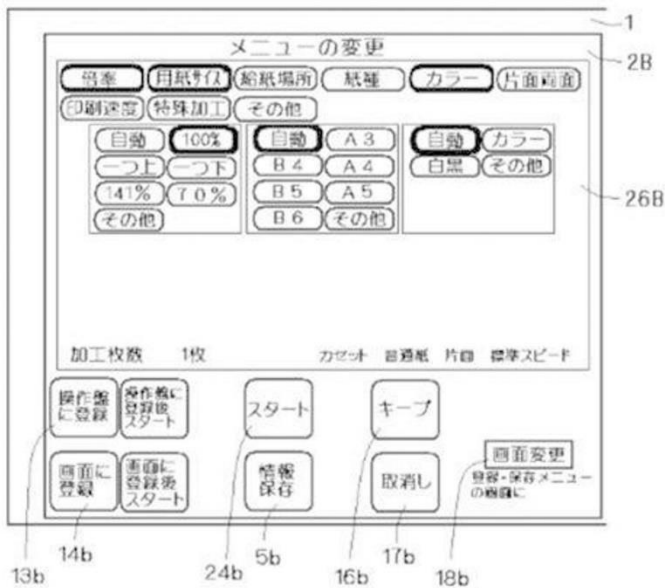 1
メニューの変更
2B
倍率 用紙サイズ 給紙場所 紙種 カラー 片面両面
印刷速度 特殊加工 その他
自動 100% 自動 A3 自動 カラー
一つ上 一つ下 B4 A4 白黒 その他
141% 70% B5 A5
その他 B6 その他
26B
加工枚数 1枚 カセット 普通紙 片面 標準スピード
操作盤に登録
操作盤に登録後スタート
スタート
キープ
画面に登録
画面に登録後スタート
情報保存
取消し
画面変更
登録・保存メニュー
の画面に
13b 14b 24b 5b 16b 17b 18b